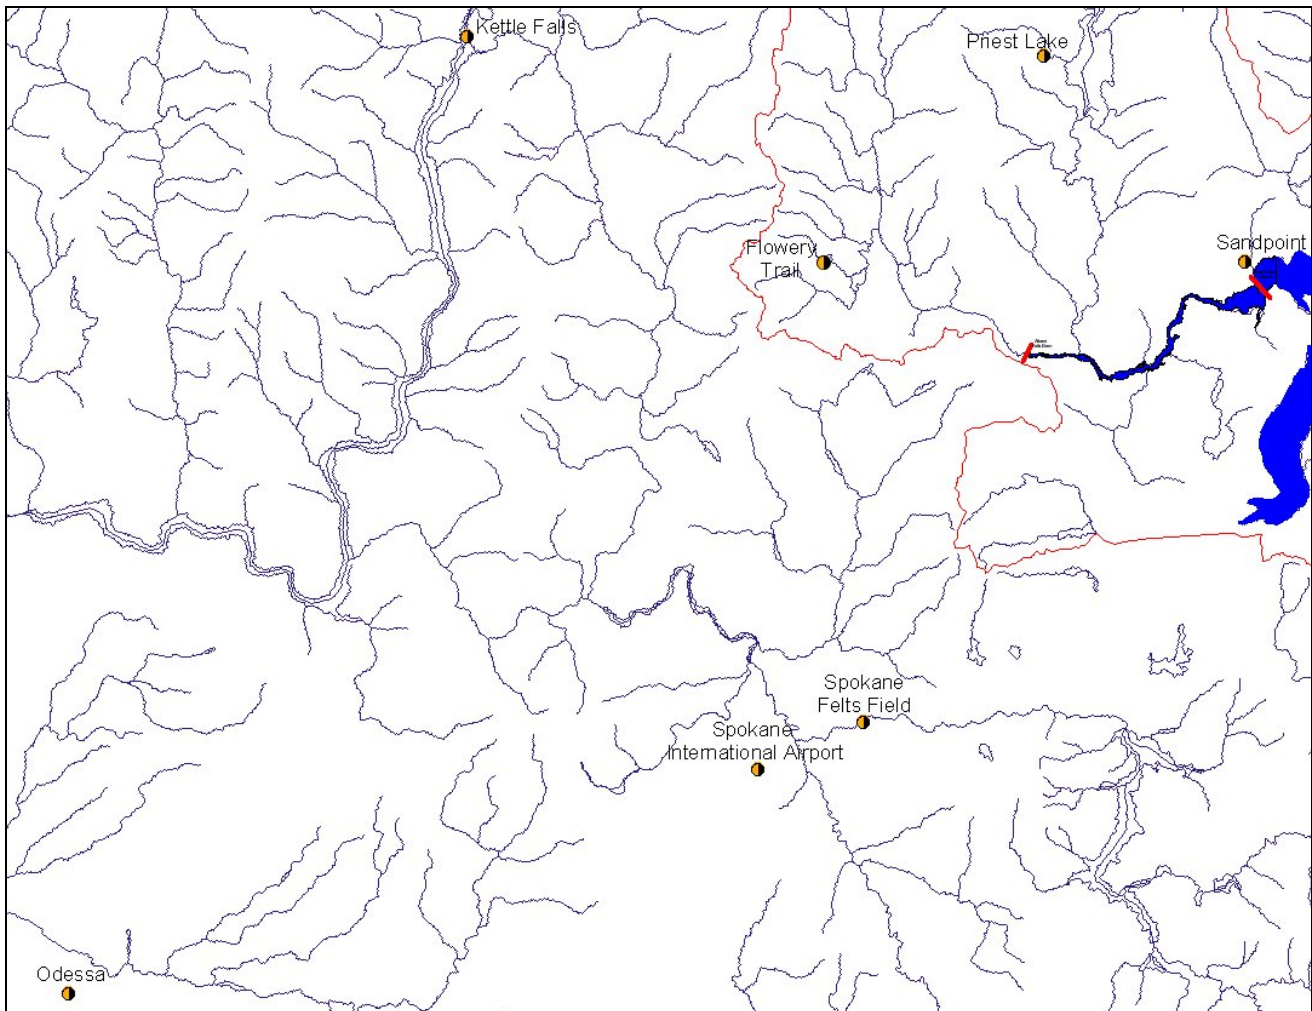 Kettle Falls
Priest Lake
Sandpoint
Flowery
Trail
Spokane
Felts Field
Spokane
International Airport
Odessa